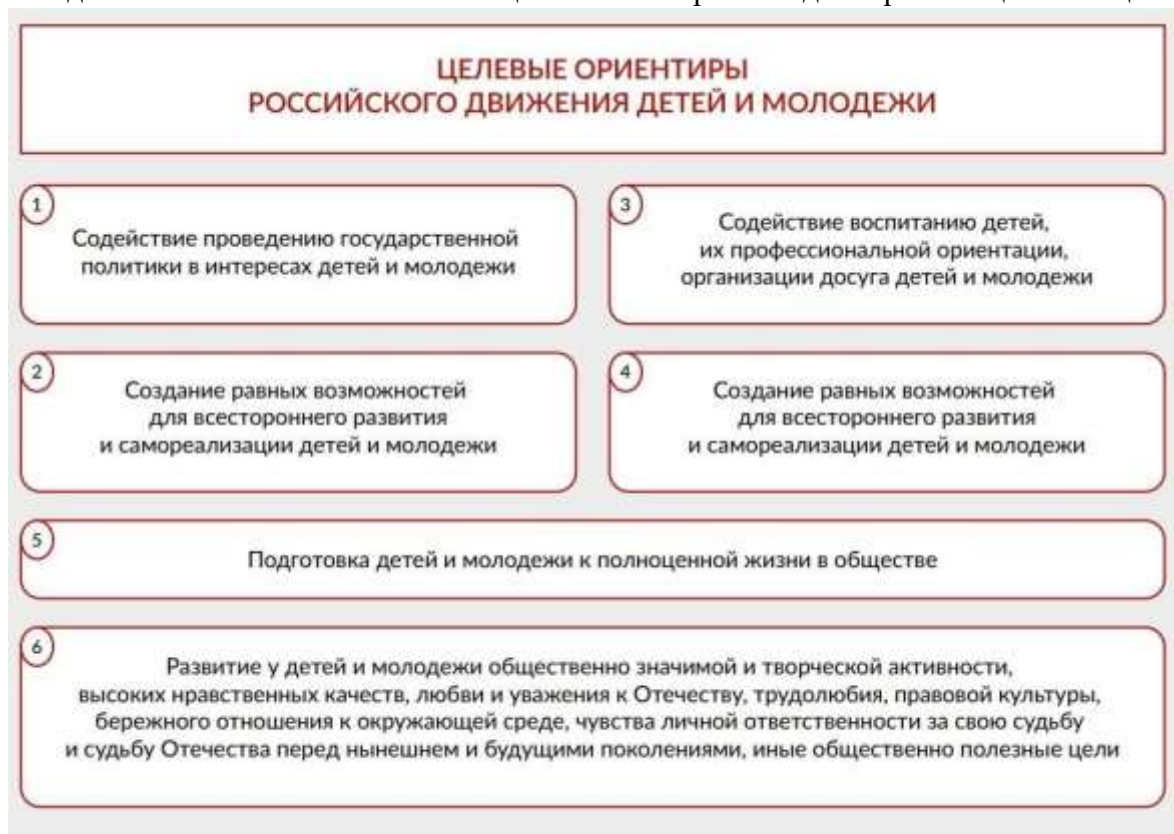 ЦЕЛЕВЫЕ ОРИЕНТИРЫ
РОССИЙСКОГО ДВИЖЕНИЯ ДЕТЕЙ И МОЛОДЕЖИ
1
Содействие проведению государственной
политики в интересах детей и молодежи
2
Создание равных возможностей
для всестороннего развития
и самореализации детей и молодежи
3
Содействие воспитанию детей,
их профессиональной ориентации,
организации досуга детей и молодежи
4
Создание равных возможностей
для всестороннего развития
и самореализации детей и молодежи
5
Подготовка детей и молодежи к полноценной жизни в обществе
6
Развитие у детей и молодежи общественно значимой и творческой активности,
высоких нравственных качеств, любви и уважения к Отечеству, трудолюбия, правовой культуры,
бережного отношения к окружающей среде, чувства личной ответственности за свою судьбу
и судьбу Отечества перед нынешнем и будущими поколениями, иные общественно полезные цели